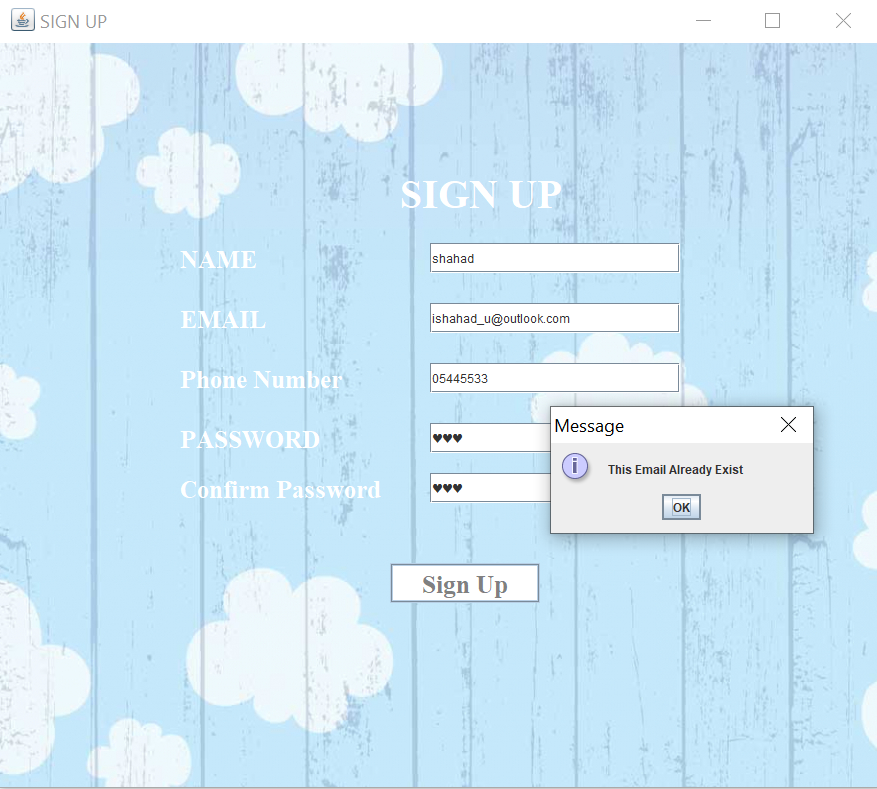 SIGN UP
SIGN UP
NAME
shahad
EMAIL
ishahad_u@outlook.com
Phone Number
05445533
PASSWORD
♥♥♥
Confirm Password
♥♥♥
Message
This Email Already Exist
OK
Sign Up